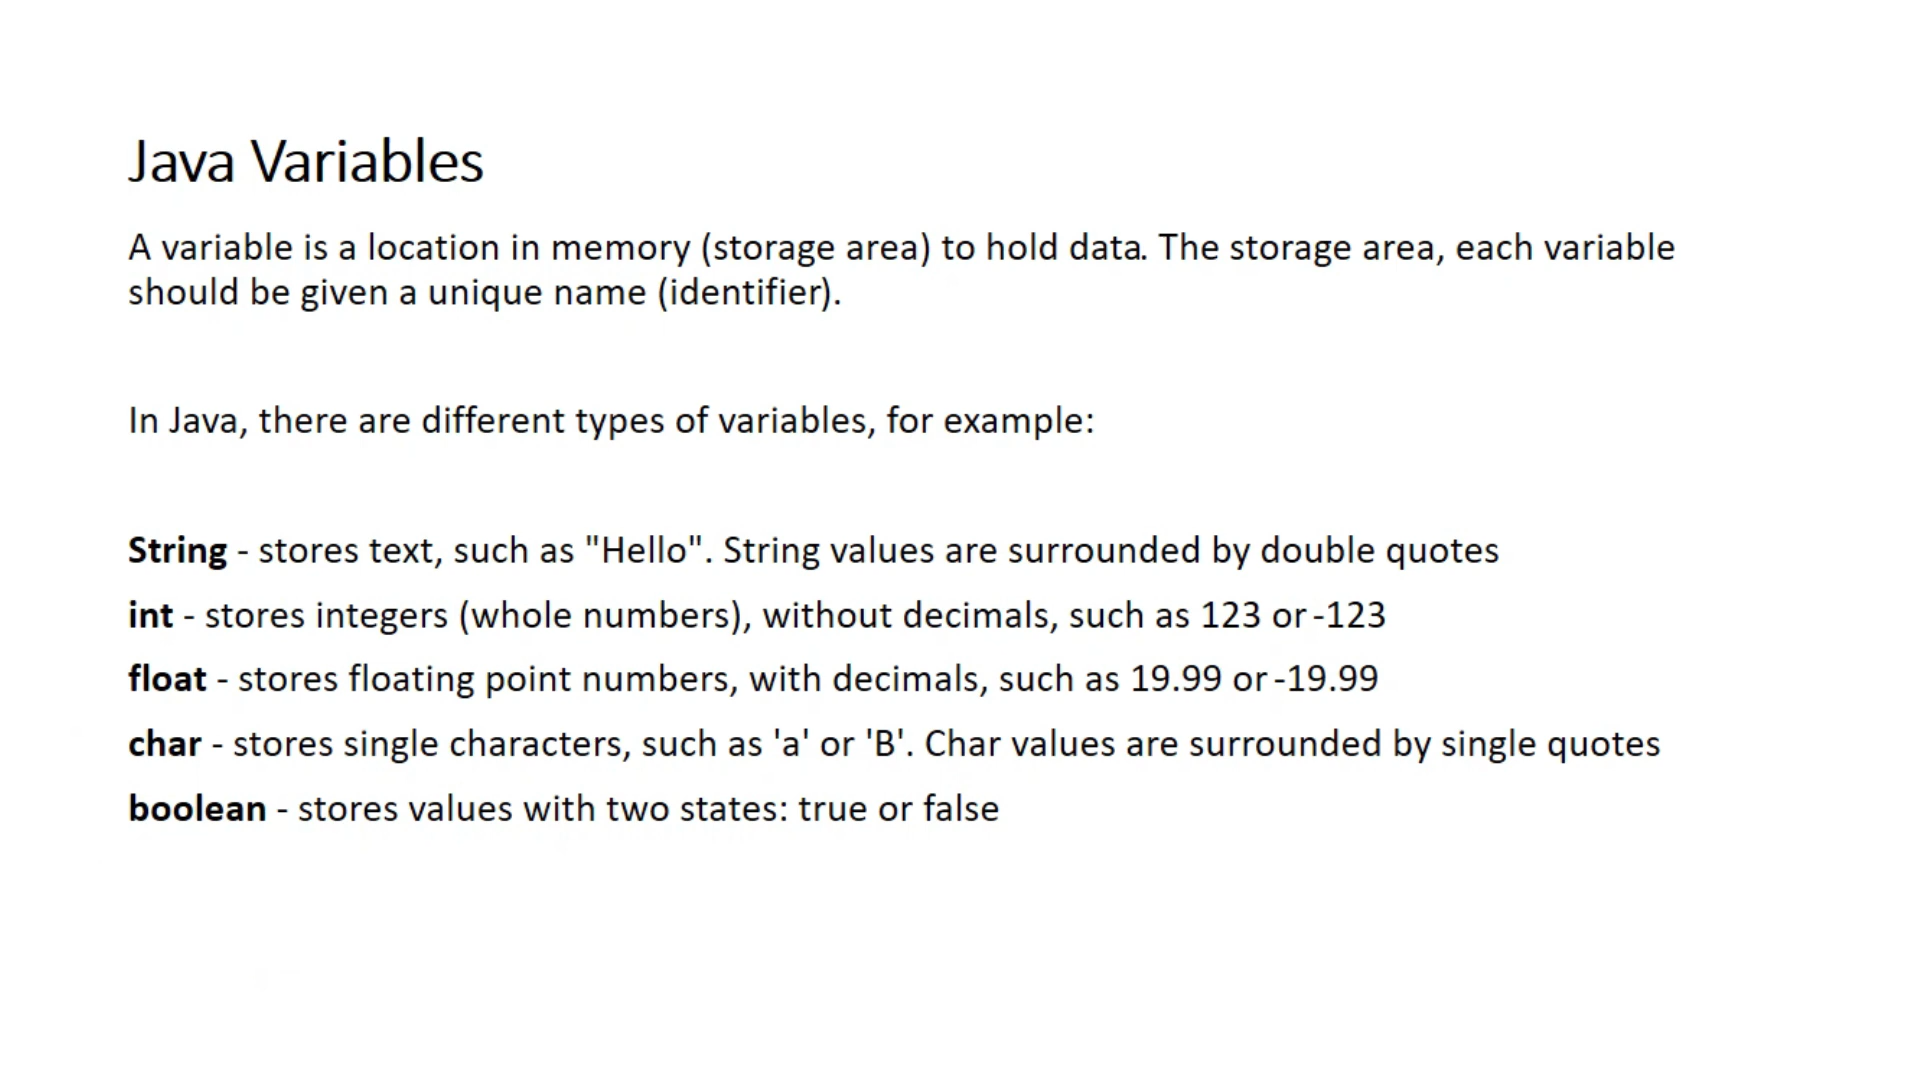 Java Variables
A variable is a location in memory (storage area) to hold data. The storage area, each variable
should be given a unique name (identifier).
In Java, there are different types of variables, for example:
String - stores text, such as "Hello". String values are surrounded by double quotes
int - stores integers (whole numbers), without decimals, such as 123 or -123
float - stores floating point numbers, with decimals, such as 19.99 or -19.99
char - stores single characters, such as 'a' or 'B'. Char values are surrounded by single quotes
boolean - stores values with two states: true or false